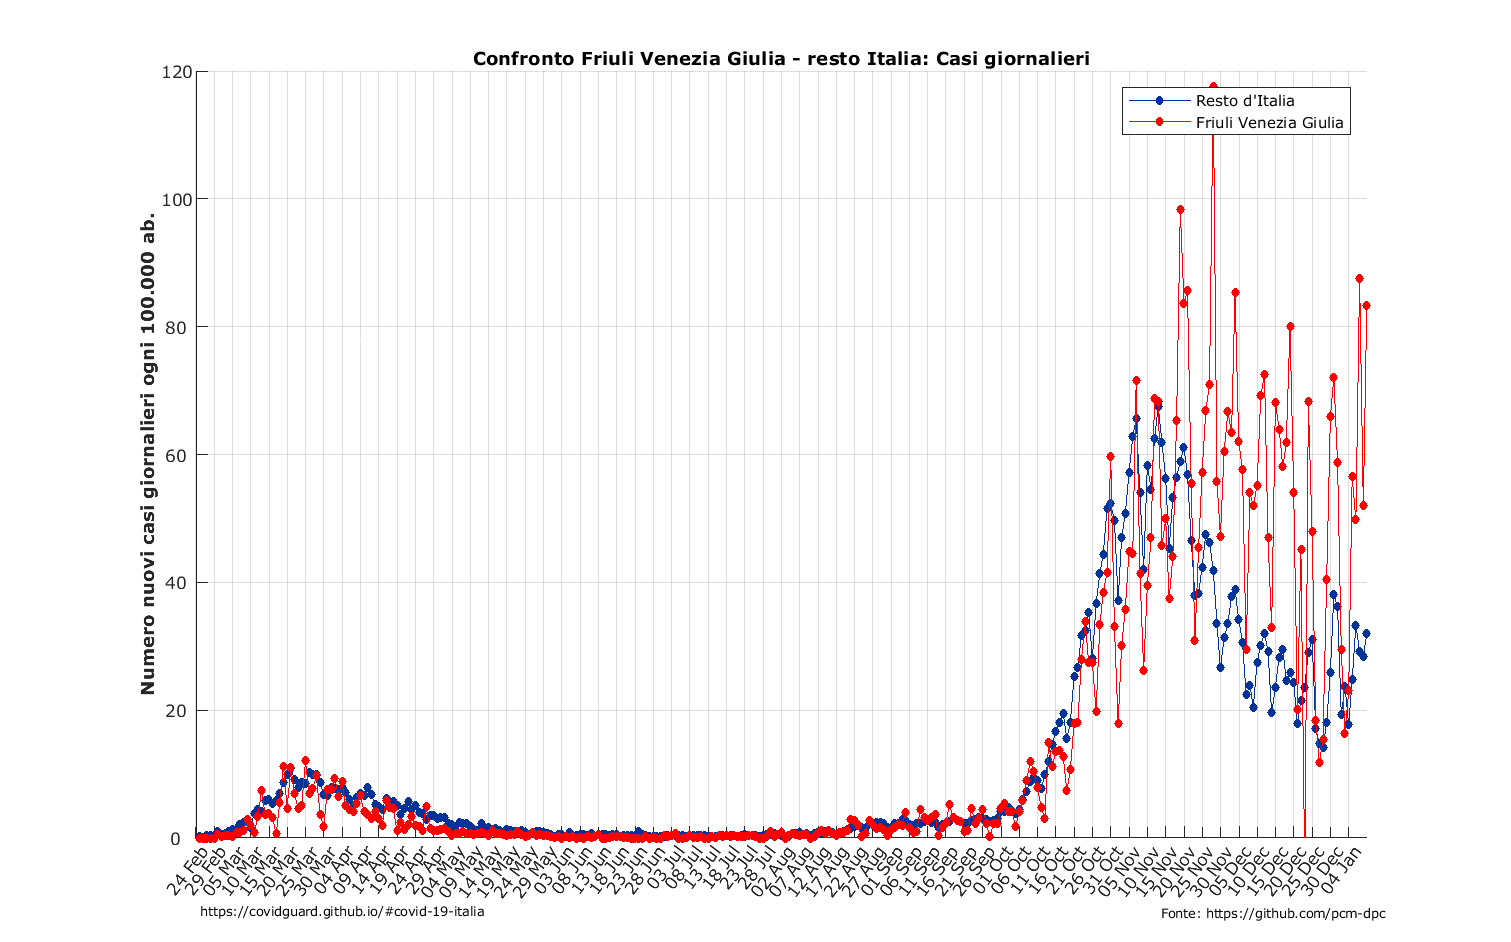 Confronto Friuli Venezia Giulia - resto Italia: Casi giornalieri
Numero nuovi casi giornalieri ogni 100.000 ab.
120
100
80
60
40
20
0
Resto d'Italia
Friuli Venezia Giulia
24 Feb
29 Feb
05 Mar
10 Mar
15 Mar
20 Mar
25 Mar
30 Mar
04 Apr
09 Apr
14 Apr
19 Apr
24 Apr
29 Apr
04 May
09 May
14 May
19 May
24 May
29 May
03 Jun
08 Jun
13 Jun
18 Jun
23 Jun
28 Jun
03 Jul
08 Jul
13 Jul
18 Jul
23 Jul
28 Jul
02 Aug
07 Aug
12 Aug
17 Aug
22 Aug
27 Aug
01 Sep
06 Sep
11 Sep
16 Sep
21 Sep
26 Sep
01 Oct
06 Oct
11 Oct
16 Oct
21 Oct
26 Oct
31 Oct
05 Nov
10 Nov
15 Nov
20 Nov
25 Nov
30 Nov
05 Dec
10 Dec
15 Dec
20 Dec
25 Dec
30 Dec
04 Jan
https://covidguard.github.io/#covid-19-italia
Fonte: https://github.com/pcm-dpc